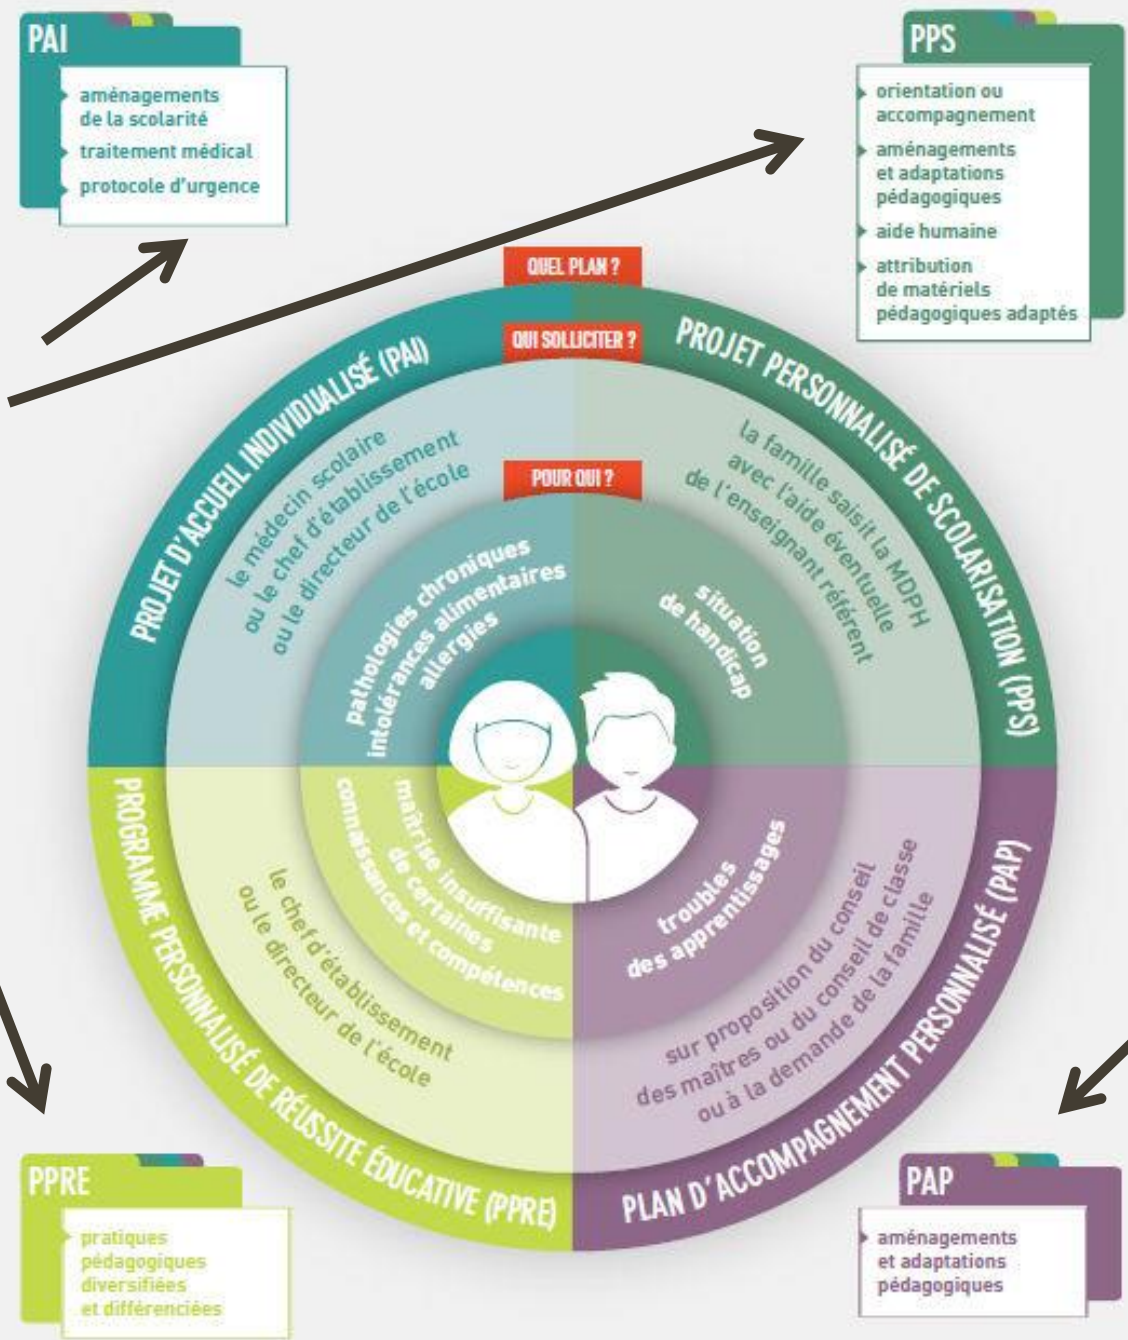 PAI
aménagements
de la scolarité
traitement médical
protocole d'urgence
PPS
orientation ou
accompagnement
aménagements
et adaptations
pédagogiques
aide humaine
attribution
de matériels
pédagogiques adaptés
QUEL PLAN ?
QUI SOLLICITER ?
POUR QUI ?
PROJET D'ACCUEIL INDIVIDUALISÉ (PAI)
le médecin scolaire
ou le chef d'établissement
ou le directeur de l'école
pathologies chroniques
intolérances alimentaires
allergies
PROJET PERSONNALISÉ DE SCOLARISATION (PPS)
la famille saisit la MDPH
avec l'aide éventuelle
de l'enseignant référent
situation
de handicap
PROGRAMME PERSONNALISÉ DE RÉUSSITE ÉDUCATIVE (PPRE)
le chef d'établissement
ou le directeur de l'école
maîtrise insuffisante
de certaines
connaissances et compétences
PLAN D'ACCOMPAGNEMENT PERSONNALISÉ (PAP)
sur proposition du conseil
des maîtres ou du conseil de classe
ou à la demande de la famille
troubles
des apprentissages
PPRE
pratiques
pédagogiques
diversifiées
et différenciées
PAP
aménagements
et adaptations
pédagogiques